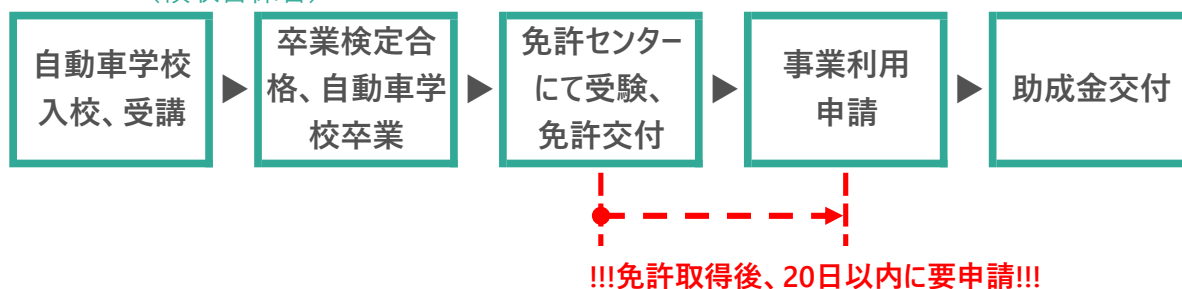 自動車学校
入校、受講
▶
卒業検定合
格、自動車学
校卒業
▶
免許センター
にて受験、
免許交付
▶
事業利用
申請
▶
助成金交付
!!!免許取得後、20日以内に要申請!!!